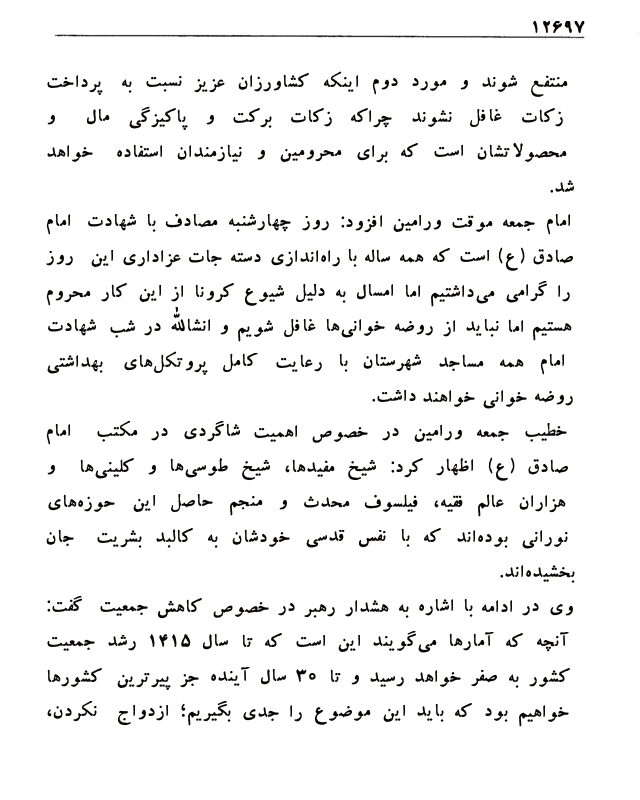 ۱۲۶۹۷
منتفع شوند و مورد دوم اینکه کشاورزان عزیز نسبت به پرداخت
زکات غافل نشوند چراکه زکات برکت و پاکیزگی مال و
محصولاتشان است که برای محرومین و نیازمندان استفاده خواهد
شد.
امام جمعه موقت ورامین افزود: روز چهارشنبه مصادف با شهادت امام
صادق (ع) است که همه ساله با راه‌اندازی دسته جات عزاداری این روز
را گرامی می‌داشتیم اما امسال به دلیل شیوع کرونا از این کار محروم
هستیم اما نباید از روضه خوانی‌ها غافل شویم و انشالله در شب شهادت
امام همه مساجد شهرستان با رعایت کامل پروتکل‌های بهداشتی
روضه خوانی خواهند داشت.
خطیب جمعه ورامین در خصوص اهمیت شاگردی در مکتب امام
صادق (ع) اظهار کرد: شیخ مفیدها، شیخ طوسی‌ها و کلینی‌ها و
هزاران عالم فقیه، فیلسوف محدث و منجم حاصل این حوزه‌های
نورانی بوده‌اند که با نفس قدسی خودشان به کالبد بشریت جان
بخشیده‌اند.
وی در ادامه با اشاره به هشدار رهبر در خصوص کاهش جمعیت گفت:
آنچه که آمارها می‌گویند این است که تا سال ۱۴۱۵ رشد جمعیت
کشور به صفر خواهد رسید و تا ۳۰ سال آینده جز پیرترین کشورها
خواهیم بود که باید این موضوع را جدی بگیریم؛ ازدواج نکردن،